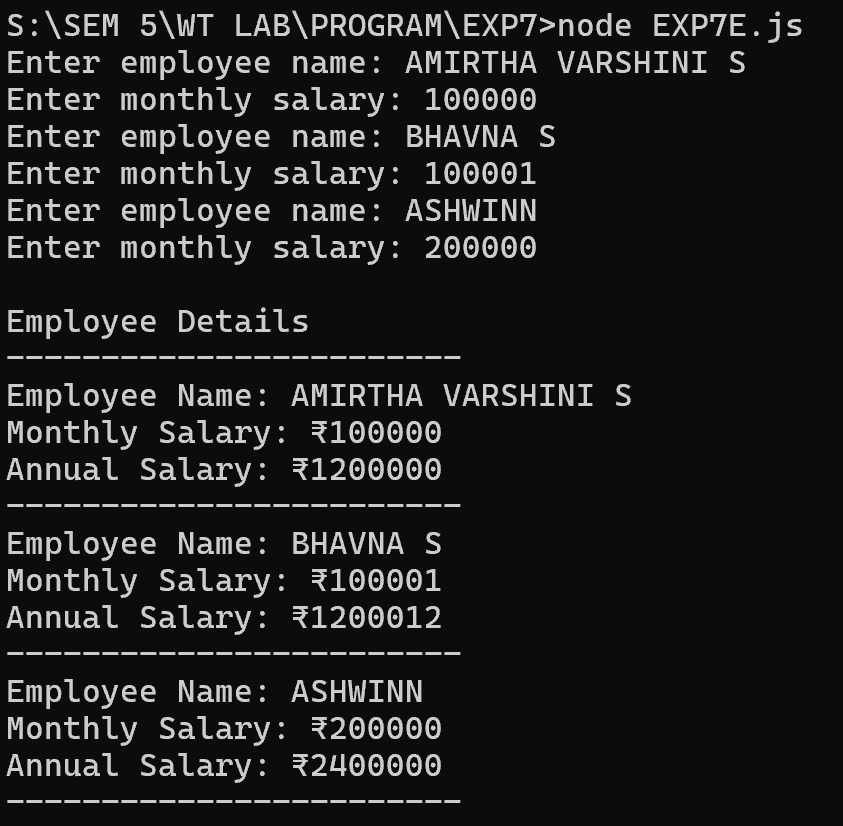 S:\SEM 5\WT LAB\PROGRAM\EXP7>node EXP7E.js
Enter employee name: AMIRTHA VARSHINI S
Enter monthly salary: 100000
Enter employee name: BHAVNA S
Enter monthly salary: 100001
Enter employee name: ASHWINN
Enter monthly salary: 200000

Employee Details
------------------------
Employee Name: AMIRTHA VARSHINI S
Monthly Salary: ₹100000
Annual Salary: ₹1200000
------------------------
Employee Name: BHAVNA S
Monthly Salary: ₹100001
Annual Salary: ₹1200012
------------------------
Employee Name: ASHWINN
Monthly Salary: ₹200000
Annual Salary: ₹2400000
------------------------